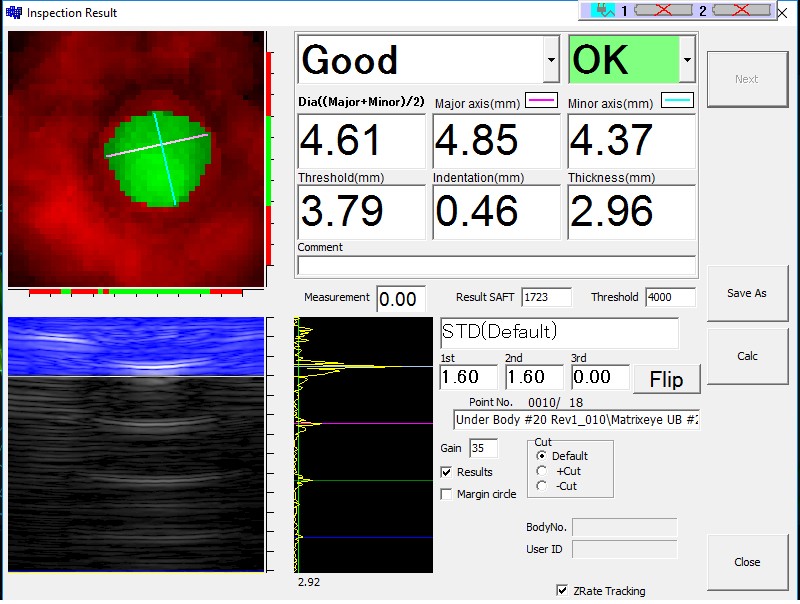 Inspection Result
1 2
Good OK
Next
Dia((Major+Minor)/2) Major axis(mm) Minor axis(mm)
4.61 4.85 4.37
Threshold(mm) Indentation(mm) Thickness(mm)
3.79 0.46 2.96
Comment
Measurement 0.00 Result SAFT 1723 Threshold 4000
Save As
STD(Default)
1st 2nd 3rd
1.60 1.60 0.00 Flip
Calc
Point No. 0010/ 18
Under Body #20 Rev1_010\Matrixeye UB #2
Gain 35
Cut
Default
+Cut
-Cut
Results
Margin circle
BodyNo.
User ID
Close
2.92
ZRate Tracking